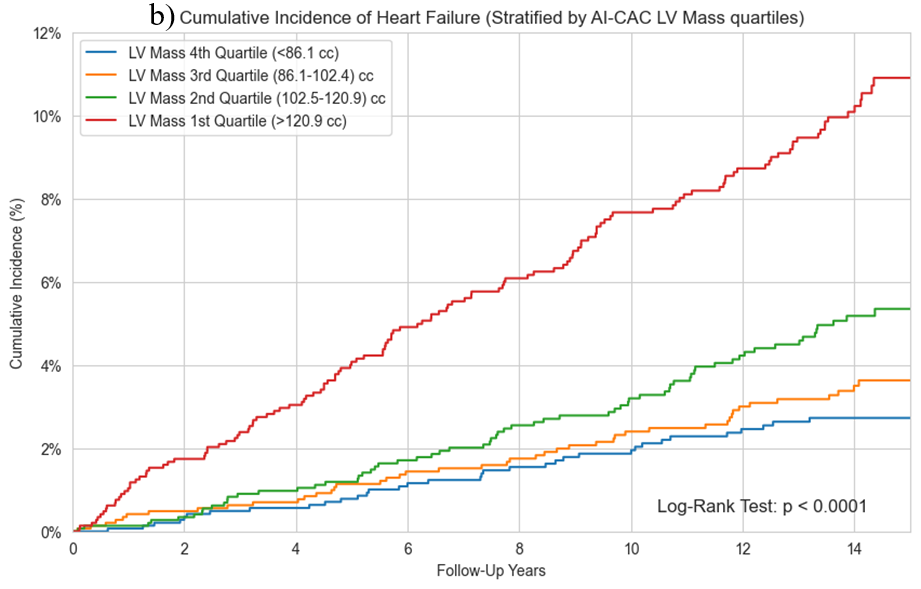 b) Cumulative Incidence of Heart Failure (Stratified by AI-CAC LV Mass quartiles)
LV Mass 4th Quartile (<86.1 cc)
LV Mass 3rd Quartile (86.1-102.4) cc
LV Mass 2nd Quartile (102.5-120.9) cc
LV Mass 1st Quartile (>120.9 cc)
12%
10%
8%
6%
4%
2%
0%
Cumulative Incidence (%)
Log-Rank Test: p < 0.0001
0 2 4 6 8 10 12 14
Follow-Up Years